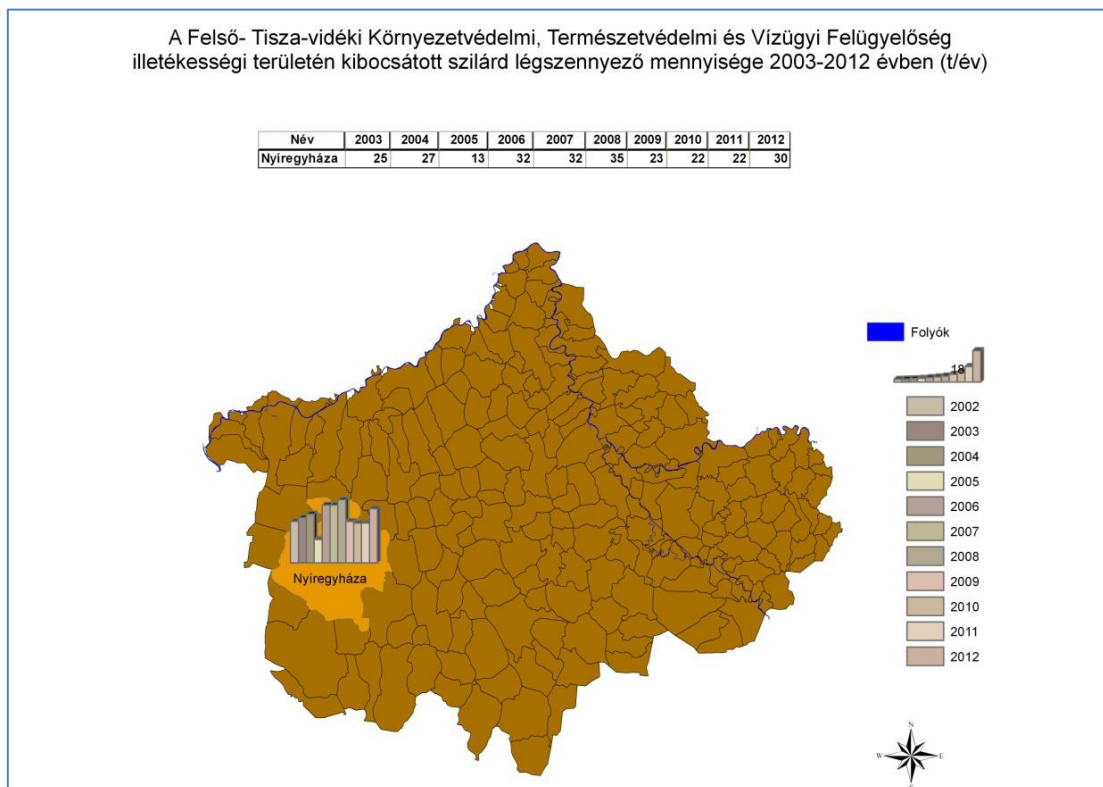 A Felső- Tisza-vidéki Környezetvédelmi, Természetvédelmi és Vízügyi Felügyelőség
illetékességi területén kibocsátott szilárd légszennyező mennyisége 2003-2012 évben (t/év)
Név 2003 2004 2005 2006 2007 2008 2009 2010 2011 2012
Nyíregyháza 25 27 13 32 32 35 23 22 22 30
Folyók
18
2002
2003
2004
2005
2006
2007
2008
2009
2010
2011
2012
Nyíregyháza
N
W E
S